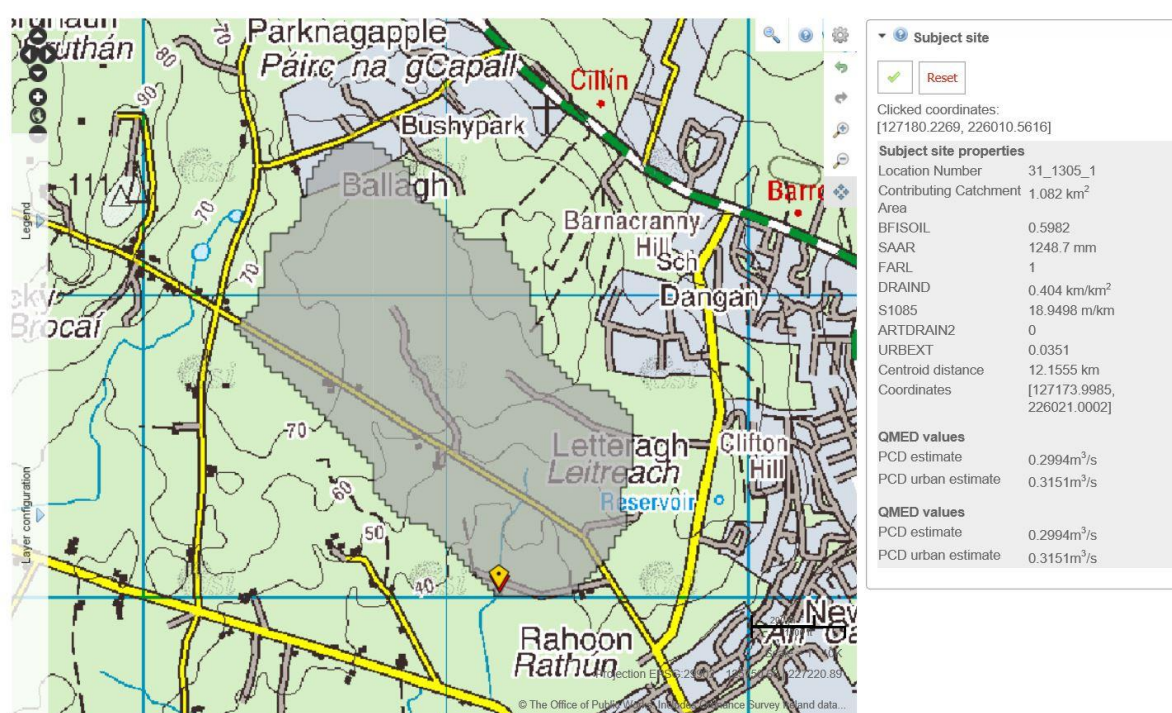 Parknagapple
Páirc na gCapall
Cillín
Bushypark
Ballagh
Barnacranny
Hill
Sch
Dangan
111
70
80
90
70
70
Letteragh
Leitreach
Clifton
Hill
Reservoir
70
60
50
40
Rahoon
Rathún
Legend
Layer configuration
© The Office of Public Works. Includes Ordnance Survey Ireland data...
Subject site
Reset
Clicked coordinates:
[127180.2269, 226010.5616]
Subject site properties
Location Number 31_1305_1
Contributing Catchment Area 1.082 km²
BFISOIL 0.5982
SAAR 1248.7 mm
FARL 1
DRAIND 0.404 km/km²
S1085 18.9498 m/km
ARTDRAIN2 0
URBEXT 0.0351
Centroid distance 12.1555 km
Coordinates [127173.9985,
226021.0002]
QMED values
PCD estimate 0.2994m³/s
PCD urban estimate 0.3151m³/s
QMED values
PCD estimate 0.2994m³/s
PCD urban estimate 0.3151m³/s